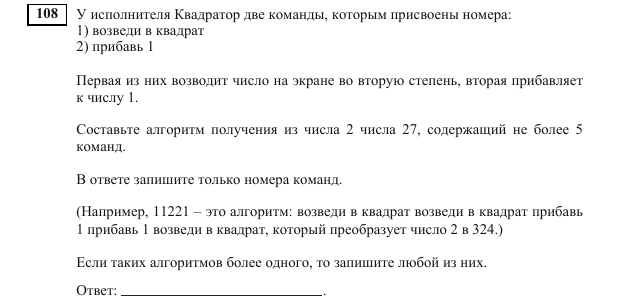 108 У исполнителя Квадратор две команды, которым присвоены номера:
1) возведи в квадрат
2) прибавь 1
Первая из них возводит число на экране во вторую степень, вторая прибавляет
к числу 1.
Составьте алгоритм получения из числа 2 числа 27, содержащий не более 5
команд.
В ответе запишите только номера команд.
(Например, 11221 – это алгоритм: возведи в квадрат возведи в квадрат прибавь
1 прибавь 1 возведи в квадрат, который преобразует число 2 в 324.)
Если таких алгоритмов более одного, то запишите любой из них.
Ответ: ___________________________.